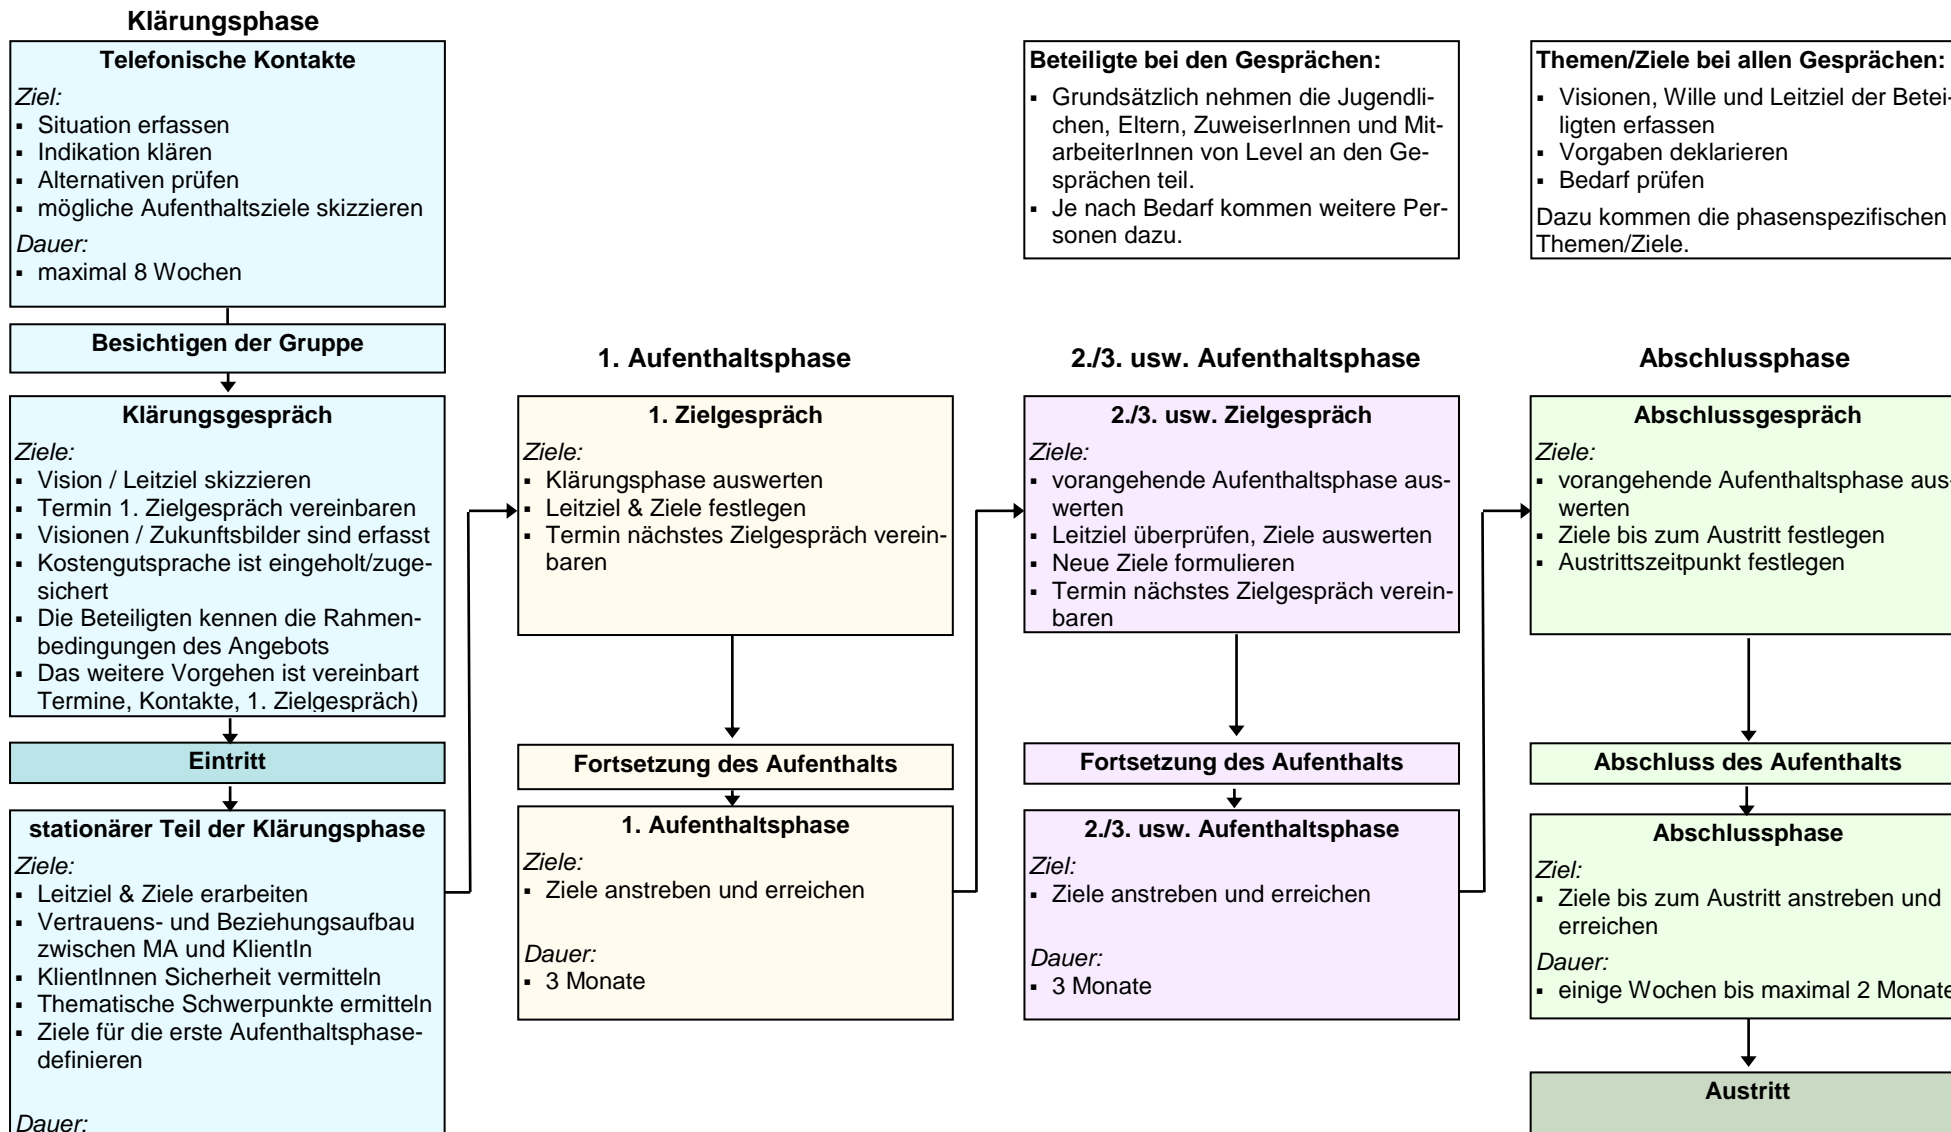 Klärungsphase
Telefonische Kontakte
Ziel:
▪ Situation erfassen
▪ Indikation klären
▪ Alternativen prüfen
▪ mögliche Aufenthaltsziele skizzieren
Dauer:
▪ maximal 8 Wochen
Besichtigen der Gruppe
Klärungsgespräch
Ziele:
▪ Vision / Leitziel skizzieren
▪ Termin 1. Zielgespräch vereinbaren
▪ Visionen / Zukunftsbilder sind erfasst
▪ Kostengutsprache ist eingeholt/zuge-
sichert
▪ Die Beteiligten kennen die Rahmen-
bedingungen des Angebots
▪ Das weitere Vorgehen ist vereinbart
Termine, Kontakte, 1. Zielgespräch)
Eintritt
stationärer Teil der Klärungsphase
Ziele:
▪ Leitziel & Ziele erarbeiten
▪ Vertrauens- und Beziehungsaufbau
zwischen MA und KlientIn
▪ KlientInnen Sicherheit vermitteln
▪ Thematische Schwerpunkte ermitteln
▪ Ziele für die erste Aufenthaltsphase-
definieren
Dauer:
Beteiligte bei den Gesprächen:
▪ Grundsätzlich nehmen die Jugendli-
chen, Eltern, ZuweiserInnen und Mit-
arbeiterInnen von Level an den Ge-
sprächen teil.
▪ Je nach Bedarf kommen weitere Per-
sonen dazu.
Themen/Ziele bei allen Gesprächen:
▪ Visionen, Wille und Leitziel der Betei-
ligten erfassen
▪ Vorgaben deklarieren
▪ Bedarf prüfen
Dazu kommen die phasenspezifischen
Themen/Ziele.
1. Aufenthaltsphase
1. Zielgespräch
Ziele:
▪ Klärungsphase auswerten
▪ Leitziel & Ziele festlegen
▪ Termin nächstes Zielgespräch verein-
baren
Fortsetzung des Aufenthalts
1. Aufenthaltsphase
Ziele:
▪ Ziele anstreben und erreichen
Dauer:
▪ 3 Monate
2./3. usw. Aufenthaltsphase
2./3. usw. Zielgespräch
Ziele:
▪ vorangehende Aufenthaltsphase aus-
werten
▪ Leitziel überprüfen, Ziele auswerten
▪ Neue Ziele formulieren
▪ Termin nächstes Zielgespräch verein-
baren
Fortsetzung des Aufenthalts
2./3. usw. Aufenthaltsphase
Ziel:
▪ Ziele anstreben und erreichen
Dauer:
▪ 3 Monate
Abschlussphase
Abschlussgespräch
Ziele:
▪ vorangehende Aufenthaltsphase aus-
werten
▪ Ziele bis zum Austritt festlegen
▪ Austrittszeitpunkt festlegen
Abschluss des Aufenthalts
Abschlussphase
Ziel:
▪ Ziele bis zum Austritt anstreben und
erreichen
Dauer:
▪ einige Wochen bis maximal 2 Monate
Austritt